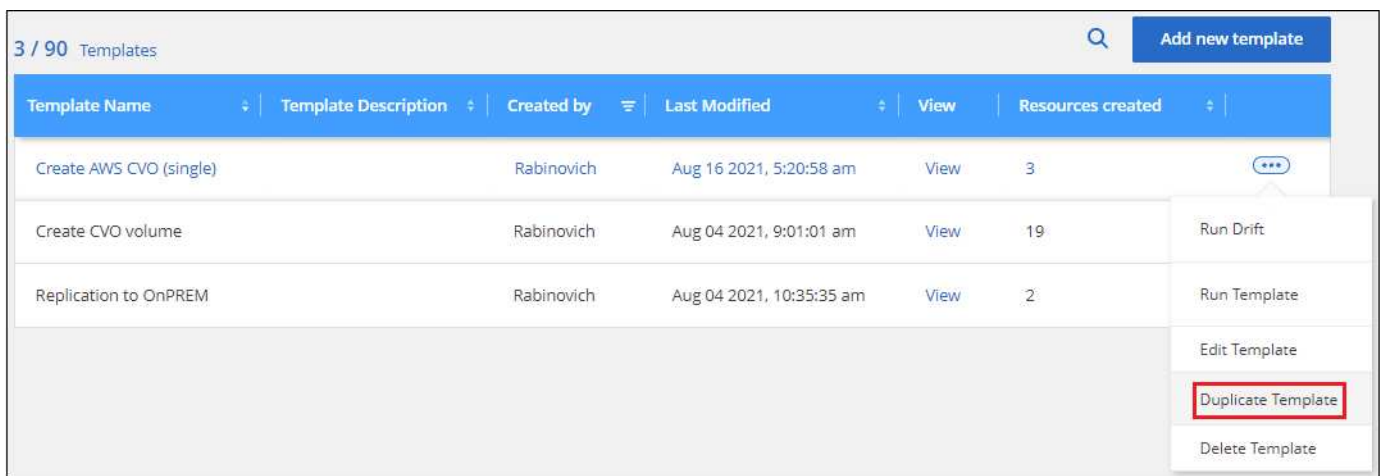 3 / 90 Templates
Add new template
Template Name Template Description Created by Last Modified View Resources created
Create AWS CVO (single) Rabinovich Aug 16 2021, 5:20:58 am View 3
Create CVO volume Rabinovich Aug 04 2021, 9:01:01 am View 19
Replication to OnPREM Rabinovich Aug 04 2021, 10:35:35 am View 2
Run Drift
Run Template
Edit Template
Duplicate Template
Delete Template